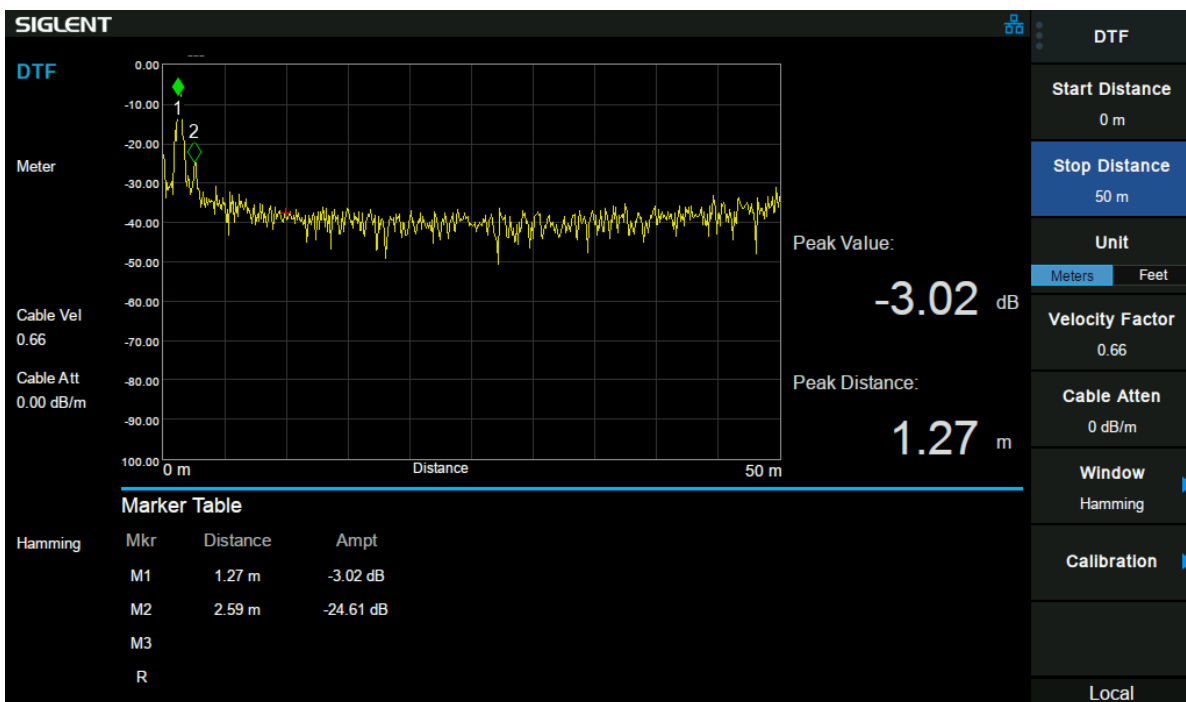 SIGLENT
DTF
---
Meter
Cable Vel
0.66
Cable Att
0.00 dB/m
Hamming
0.00
-10.00
-20.00
-30.00
-40.00
-50.00
-60.00
-70.00
-80.00
-90.00
100.00
1
2
0 m Distance 50 m
Peak Value:
-3.02 dB
Peak Distance:
1.27 m
Marker Table
Mkr Distance Ampt
M1 1.27 m -3.02 dB
M2 2.59 m -24.61 dB
M3
R
DTF
Start Distance
0 m
Stop Distance
50 m
Unit
Meters Feet
Velocity Factor
0.66
Cable Atten
0 dB/m
Window
Hamming
Calibration
Local